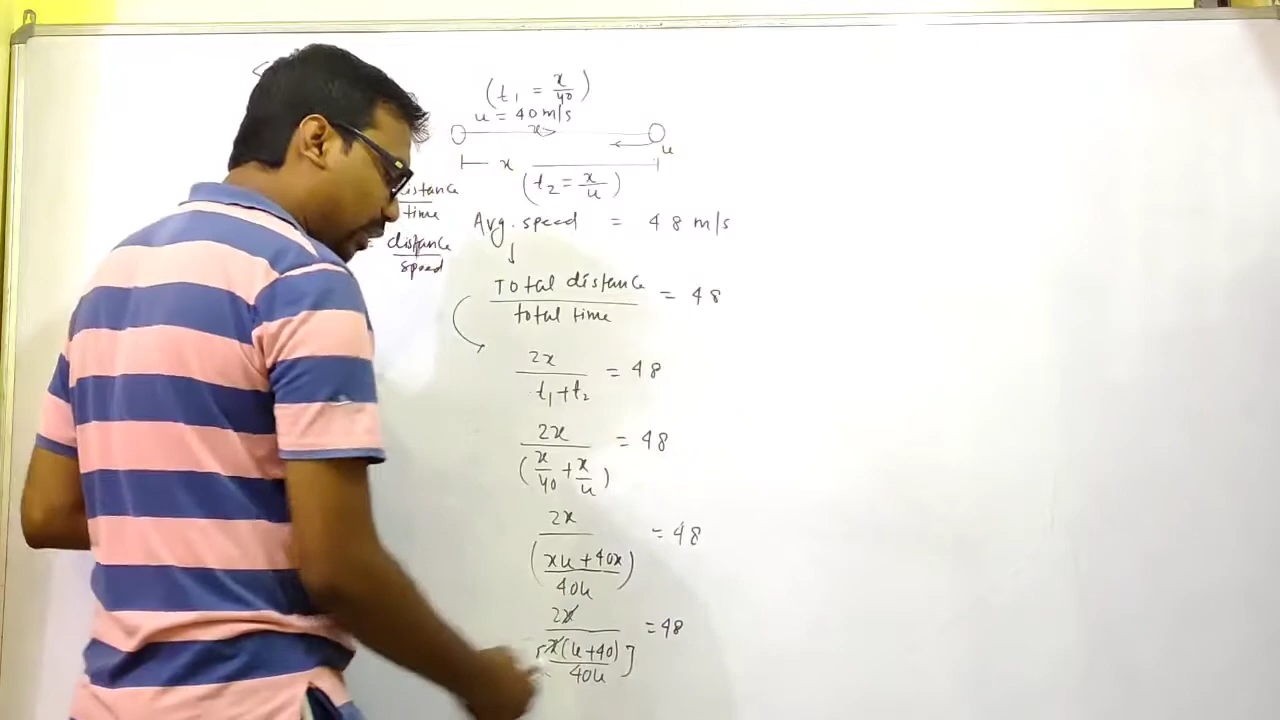 (t₁ = x/40)
u = 40 m/s
x
u
x
(t₂ = x/u)
distance/time
Avg. speed = 48 m/s
= distance/speed
Total distance/total time = 48
2x/(t₁+t₂) = 48
2x/(x/40 + x/u) = 48
2x/((xu+40x)/40u) = 48
2x/[x(u+40)/40u] = 48